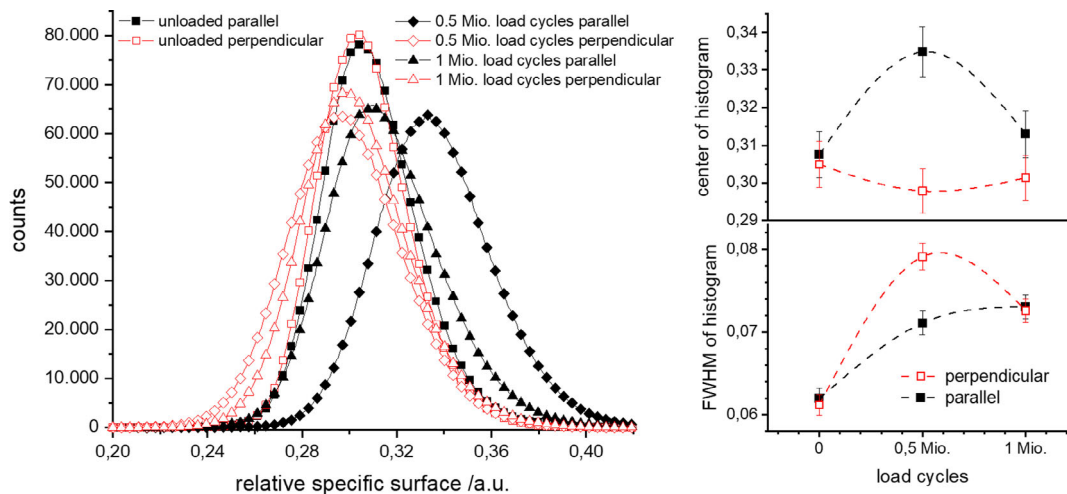 unloaded parallel
unloaded perpendicular
0.5 Mio. load cycles parallel
0.5 Mio. load cycles perpendicular
1 Mio. load cycles parallel
1 Mio. load cycles perpendicular
80.000
70.000
60.000
50.000
40.000
30.000
20.000
10.000
0
counts
0,20
0,24
0,28
0,32
0,36
0,40
relative specific surface /a.u.
0,34
0,33
0,32
0,31
0,30
0,29
center of histogram
0,08
0,07
0,06
FWHM of histogram
perpendicular
parallel
0
0,5 Mio.
1 Mio.
load cycles